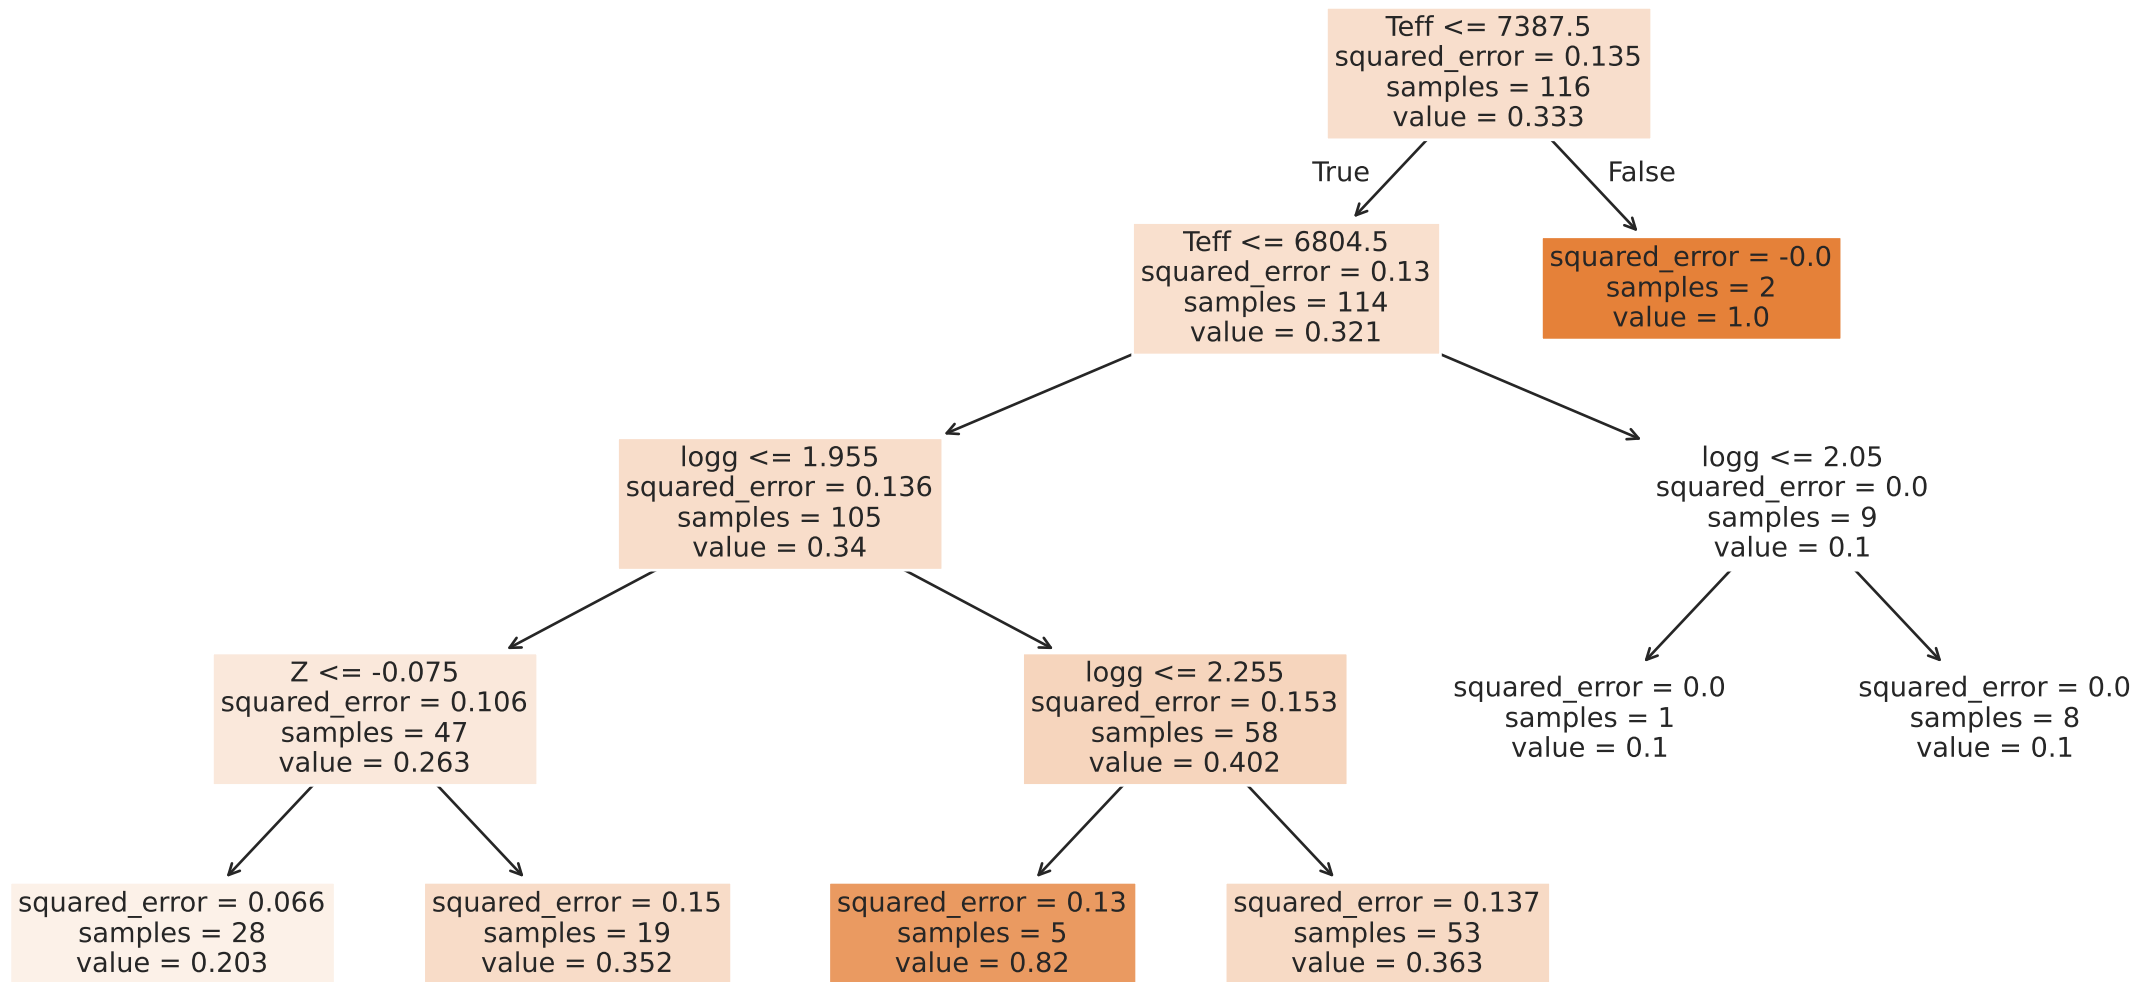 Teff <= 7387.5
squared_error = 0.135
samples = 116
value = 0.333
True
False
Teff <= 6804.5
squared_error = 0.13
samples = 114
value = 0.321
squared_error = -0.0
samples = 2
value = 1.0
logg <= 1.955
squared_error = 0.136
samples = 105
value = 0.34
logg <= 2.05
squared_error = 0.0
samples = 9
value = 0.1
Z <= -0.075
squared_error = 0.106
samples = 47
value = 0.263
logg <= 2.255
squared_error = 0.153
samples = 58
value = 0.402
squared_error = 0.0
samples = 1
value = 0.1
squared_error = 0.0
samples = 8
value = 0.1
squared_error = 0.066
samples = 28
value = 0.203
squared_error = 0.15
samples = 19
value = 0.352
squared_error = 0.13
samples = 5
value = 0.82
squared_error = 0.137
samples = 53
value = 0.363